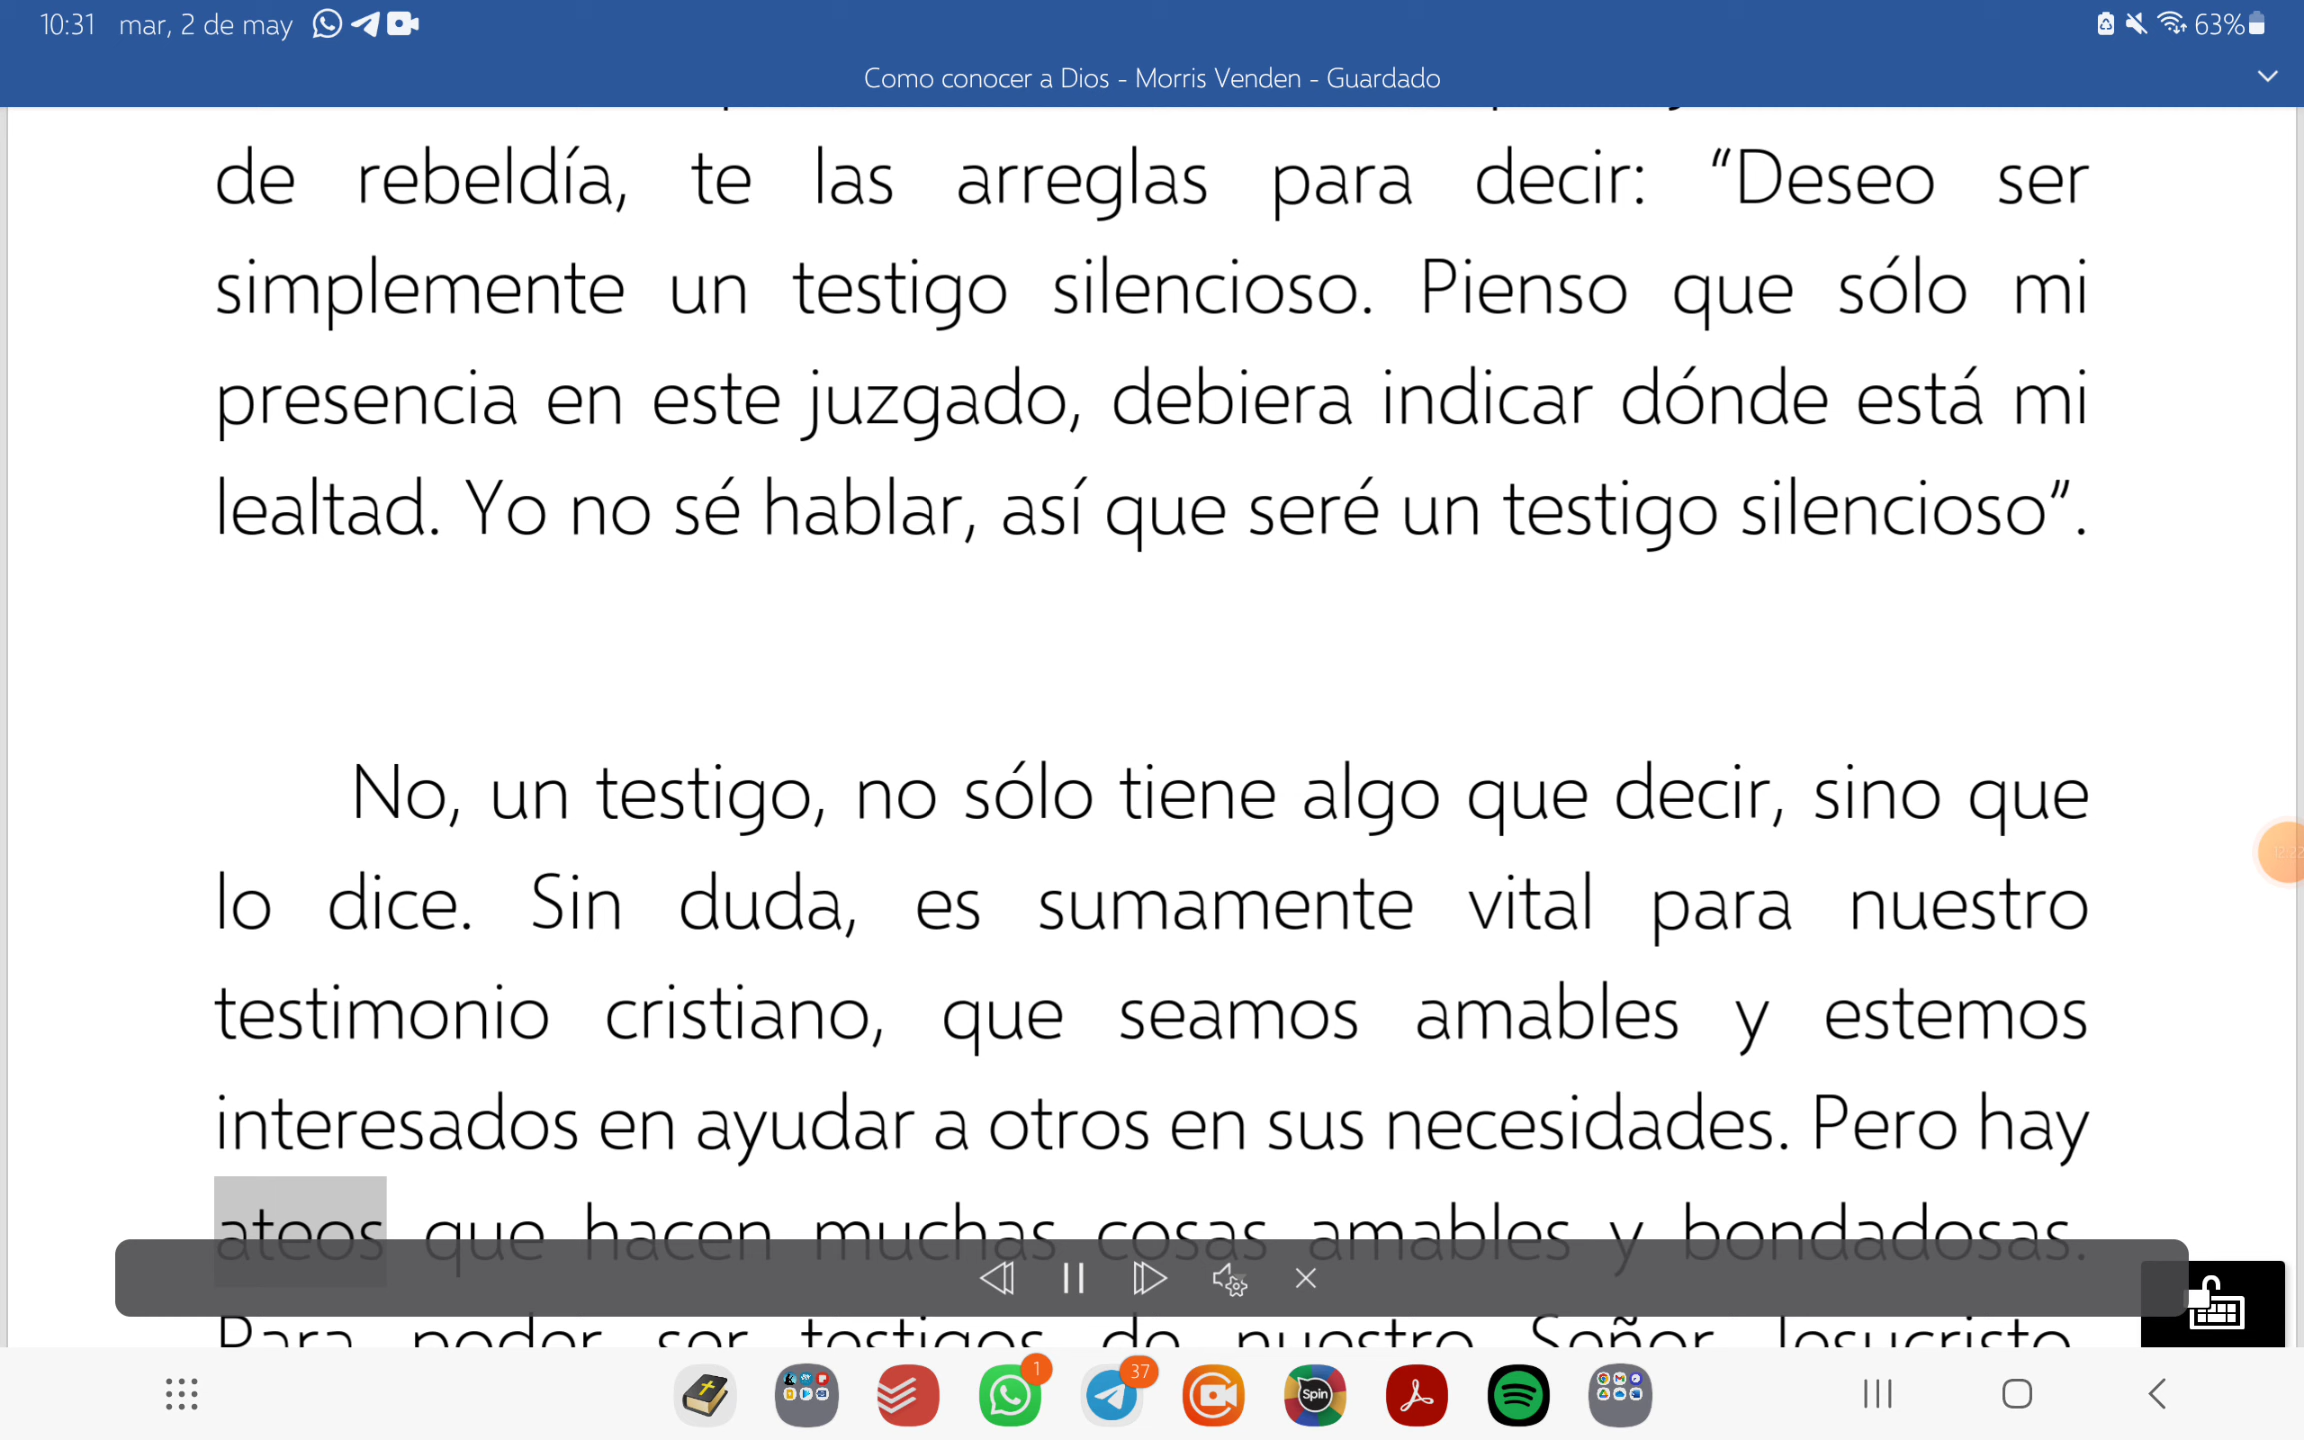 10:31 mar, 2 de may 63%
Como conocer a Dios - Morris Venden - Guardado
de rebeldía, te las arreglas para decir: “Deseo ser
simplemente un testigo silencioso. Pienso que sólo mi
presencia en este juzgado, debiera indicar dónde está mi
lealtad. Yo no sé hablar, así que seré un testigo silencioso”.
No, un testigo, no sólo tiene algo que decir, sino que
lo dice. Sin duda, es sumamente vital para nuestro
testimonio cristiano, que seamos amables y estemos
interesados en ayudar a otros en sus necesidades. Pero hay
ateos que hacen muchas cosas amables y bondadosas.
Para poder ser testigos de nuestro Señor Jesucristo,
1
37
Spin